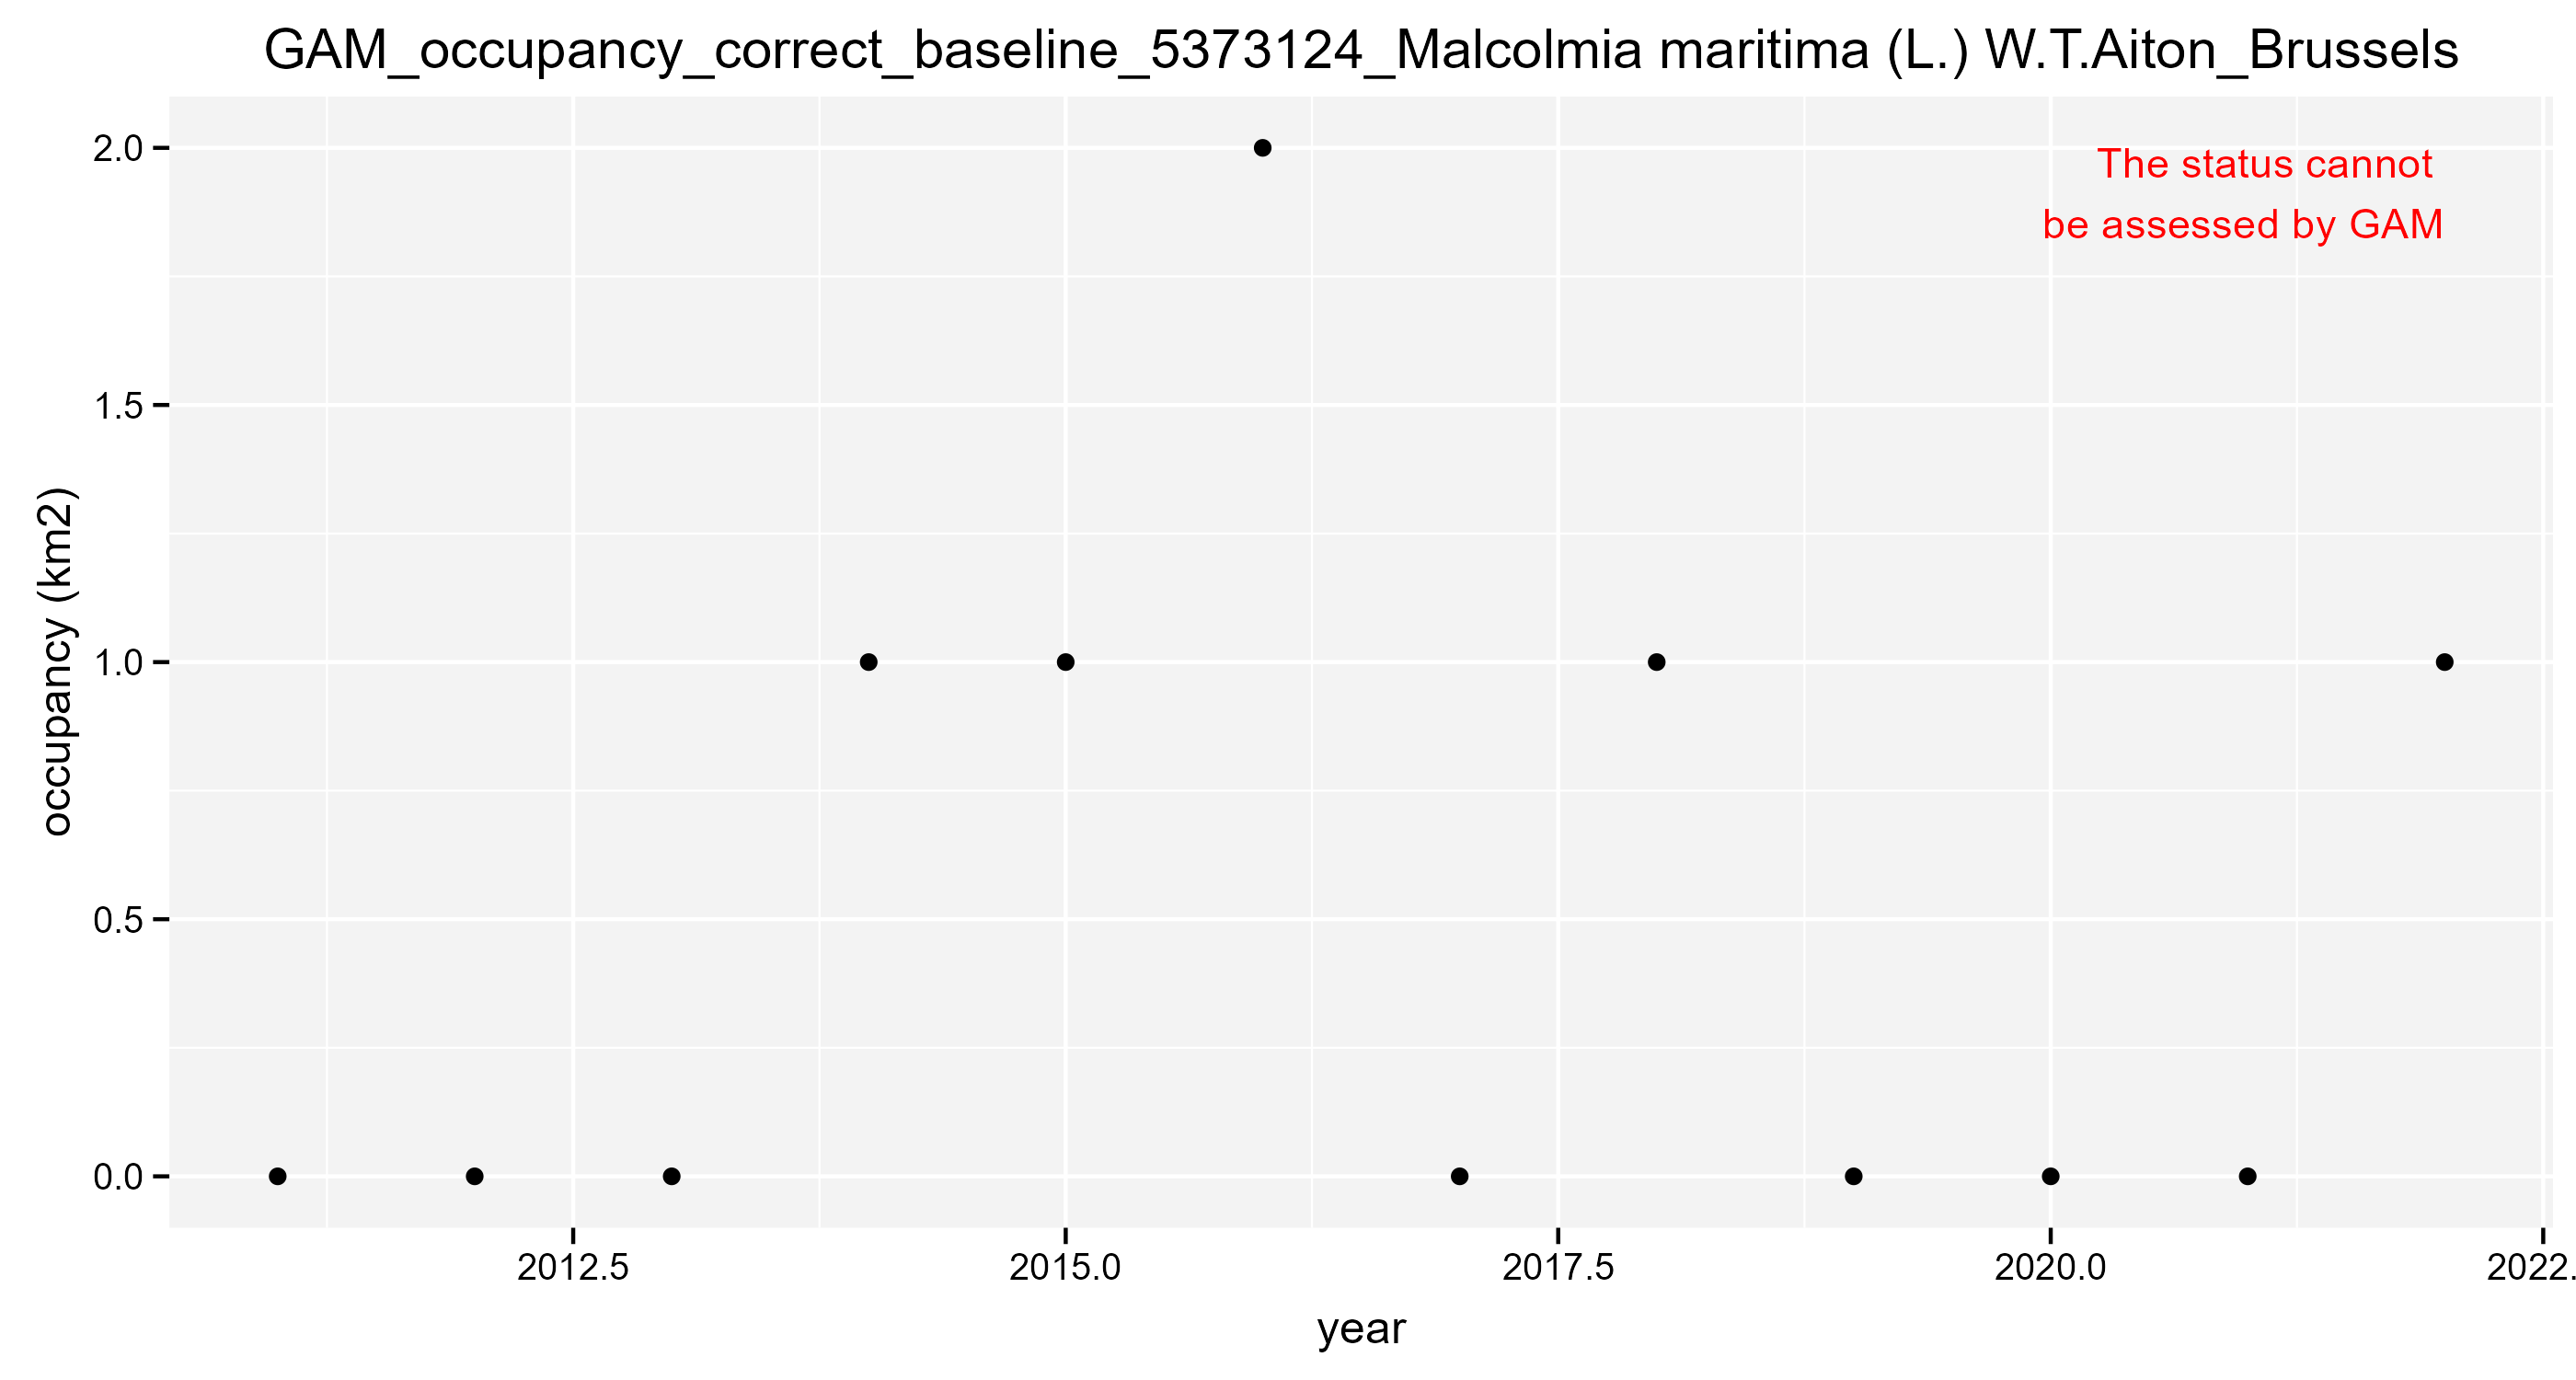 GAM_occupancy_correct_baseline_5373124_Malcolmia maritima (L.) W.T.Aiton_Brussels
The status cannot
be assessed by GAM
occupancy (km2)
2.0
1.5
1.0
0.5
0.0
2012.5
2015.0
2017.5
2020.0
2022.
year